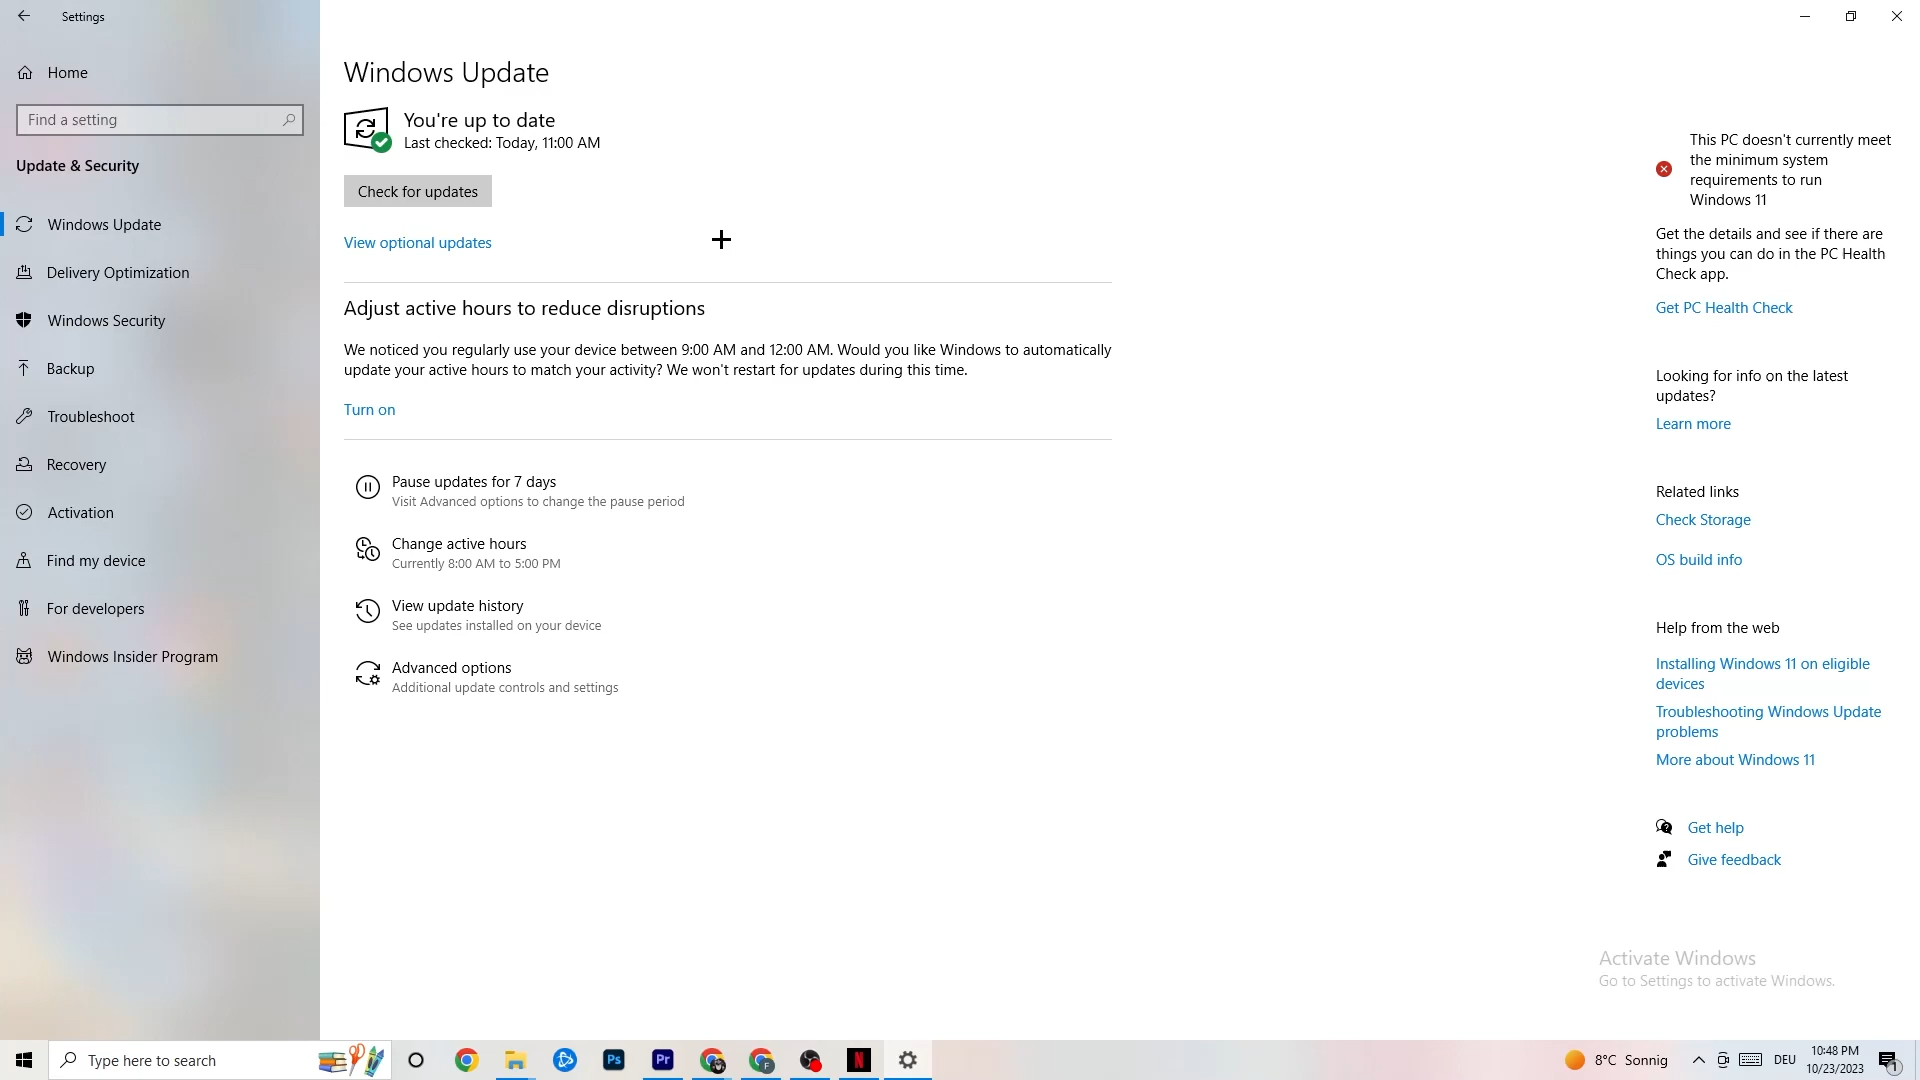 Settings
Home
Find a setting
Update & Security
Windows Update
Delivery Optimization
Windows Security
Backup
Troubleshoot
Recovery
Activation
Find my device
For developers
Windows Insider Program
Windows Update
You're up to date
Last checked: Today, 11:00 AM
Check for updates
View optional updates
Adjust active hours to reduce disruptions
We noticed you regularly use your device between 9:00 AM and 12:00 AM. Would you like Windows to automatically
update your active hours to match your activity? We won't restart for updates during this time.
Turn on
Pause updates for 7 days
Visit Advanced options to change the pause period
Change active hours
Currently 8:00 AM to 5:00 PM
View update history
See updates installed on your device
Advanced options
Additional update controls and settings
This PC doesn't currently meet
the minimum system
requirements to run
Windows 11
Get the details and see if there are
things you can do in the PC Health
Check app.
Get PC Health Check
Looking for info on the latest
updates?
Learn more
Related links
Check Storage
OS build info
Help from the web
Installing Windows 11 on eligible
devices
Troubleshooting Windows Update
problems
More about Windows 11
Get help
Give feedback
Activate Windows
Go to Settings to activate Windows.
Type here to search
Ps
Pr
F
N
8°C Sonnig
DEU
10:48 PM
10/23/2023
1